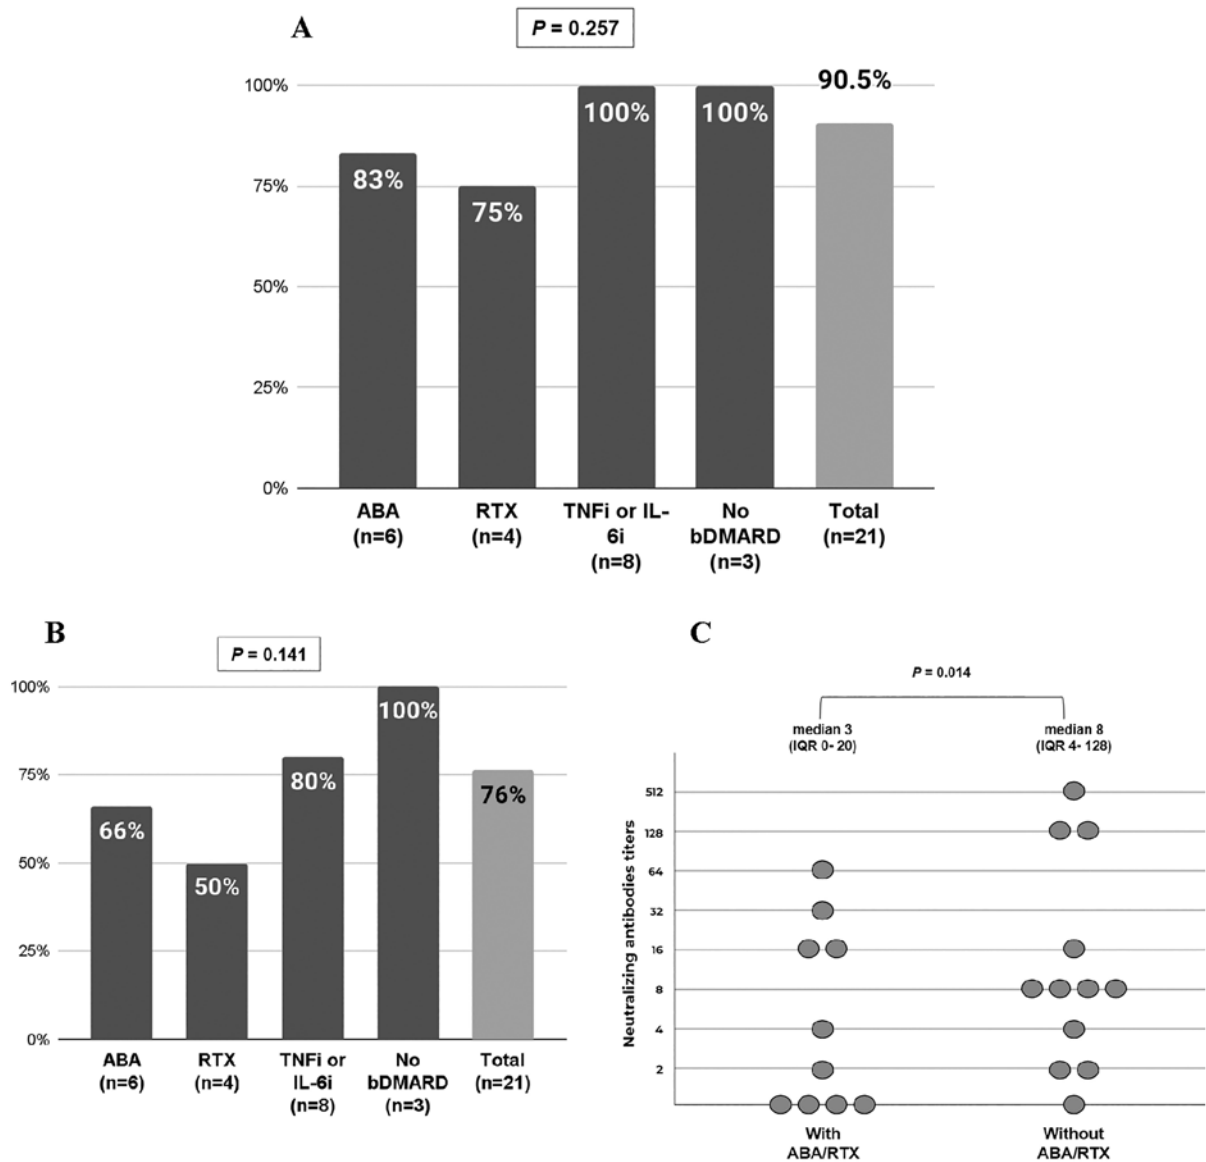 A
P = 0.257
100%
75%
50%
25%
0%
83%
75%
100%
100%
90.5%
ABA
(n=6)
RTX
(n=4)
TNFi or IL-
6i
(n=8)
No
bDMARD
(n=3)
Total
(n=21)
B
P = 0.141
100%
75%
50%
25%
0%
66%
50%
80%
100%
76%
ABA
(n=6)
RTX
(n=4)
TNFi or
IL-6i
(n=8)
No
bDMARD
(n=3)
Total
(n=21)
C
P = 0.014
median 3
(IQR 0- 20)
median 8
(IQR 4- 128)
Neutralizing antibodies titers
512
128
64
32
16
8
4
2
With
ABA/RTX
Without
ABA/RTX